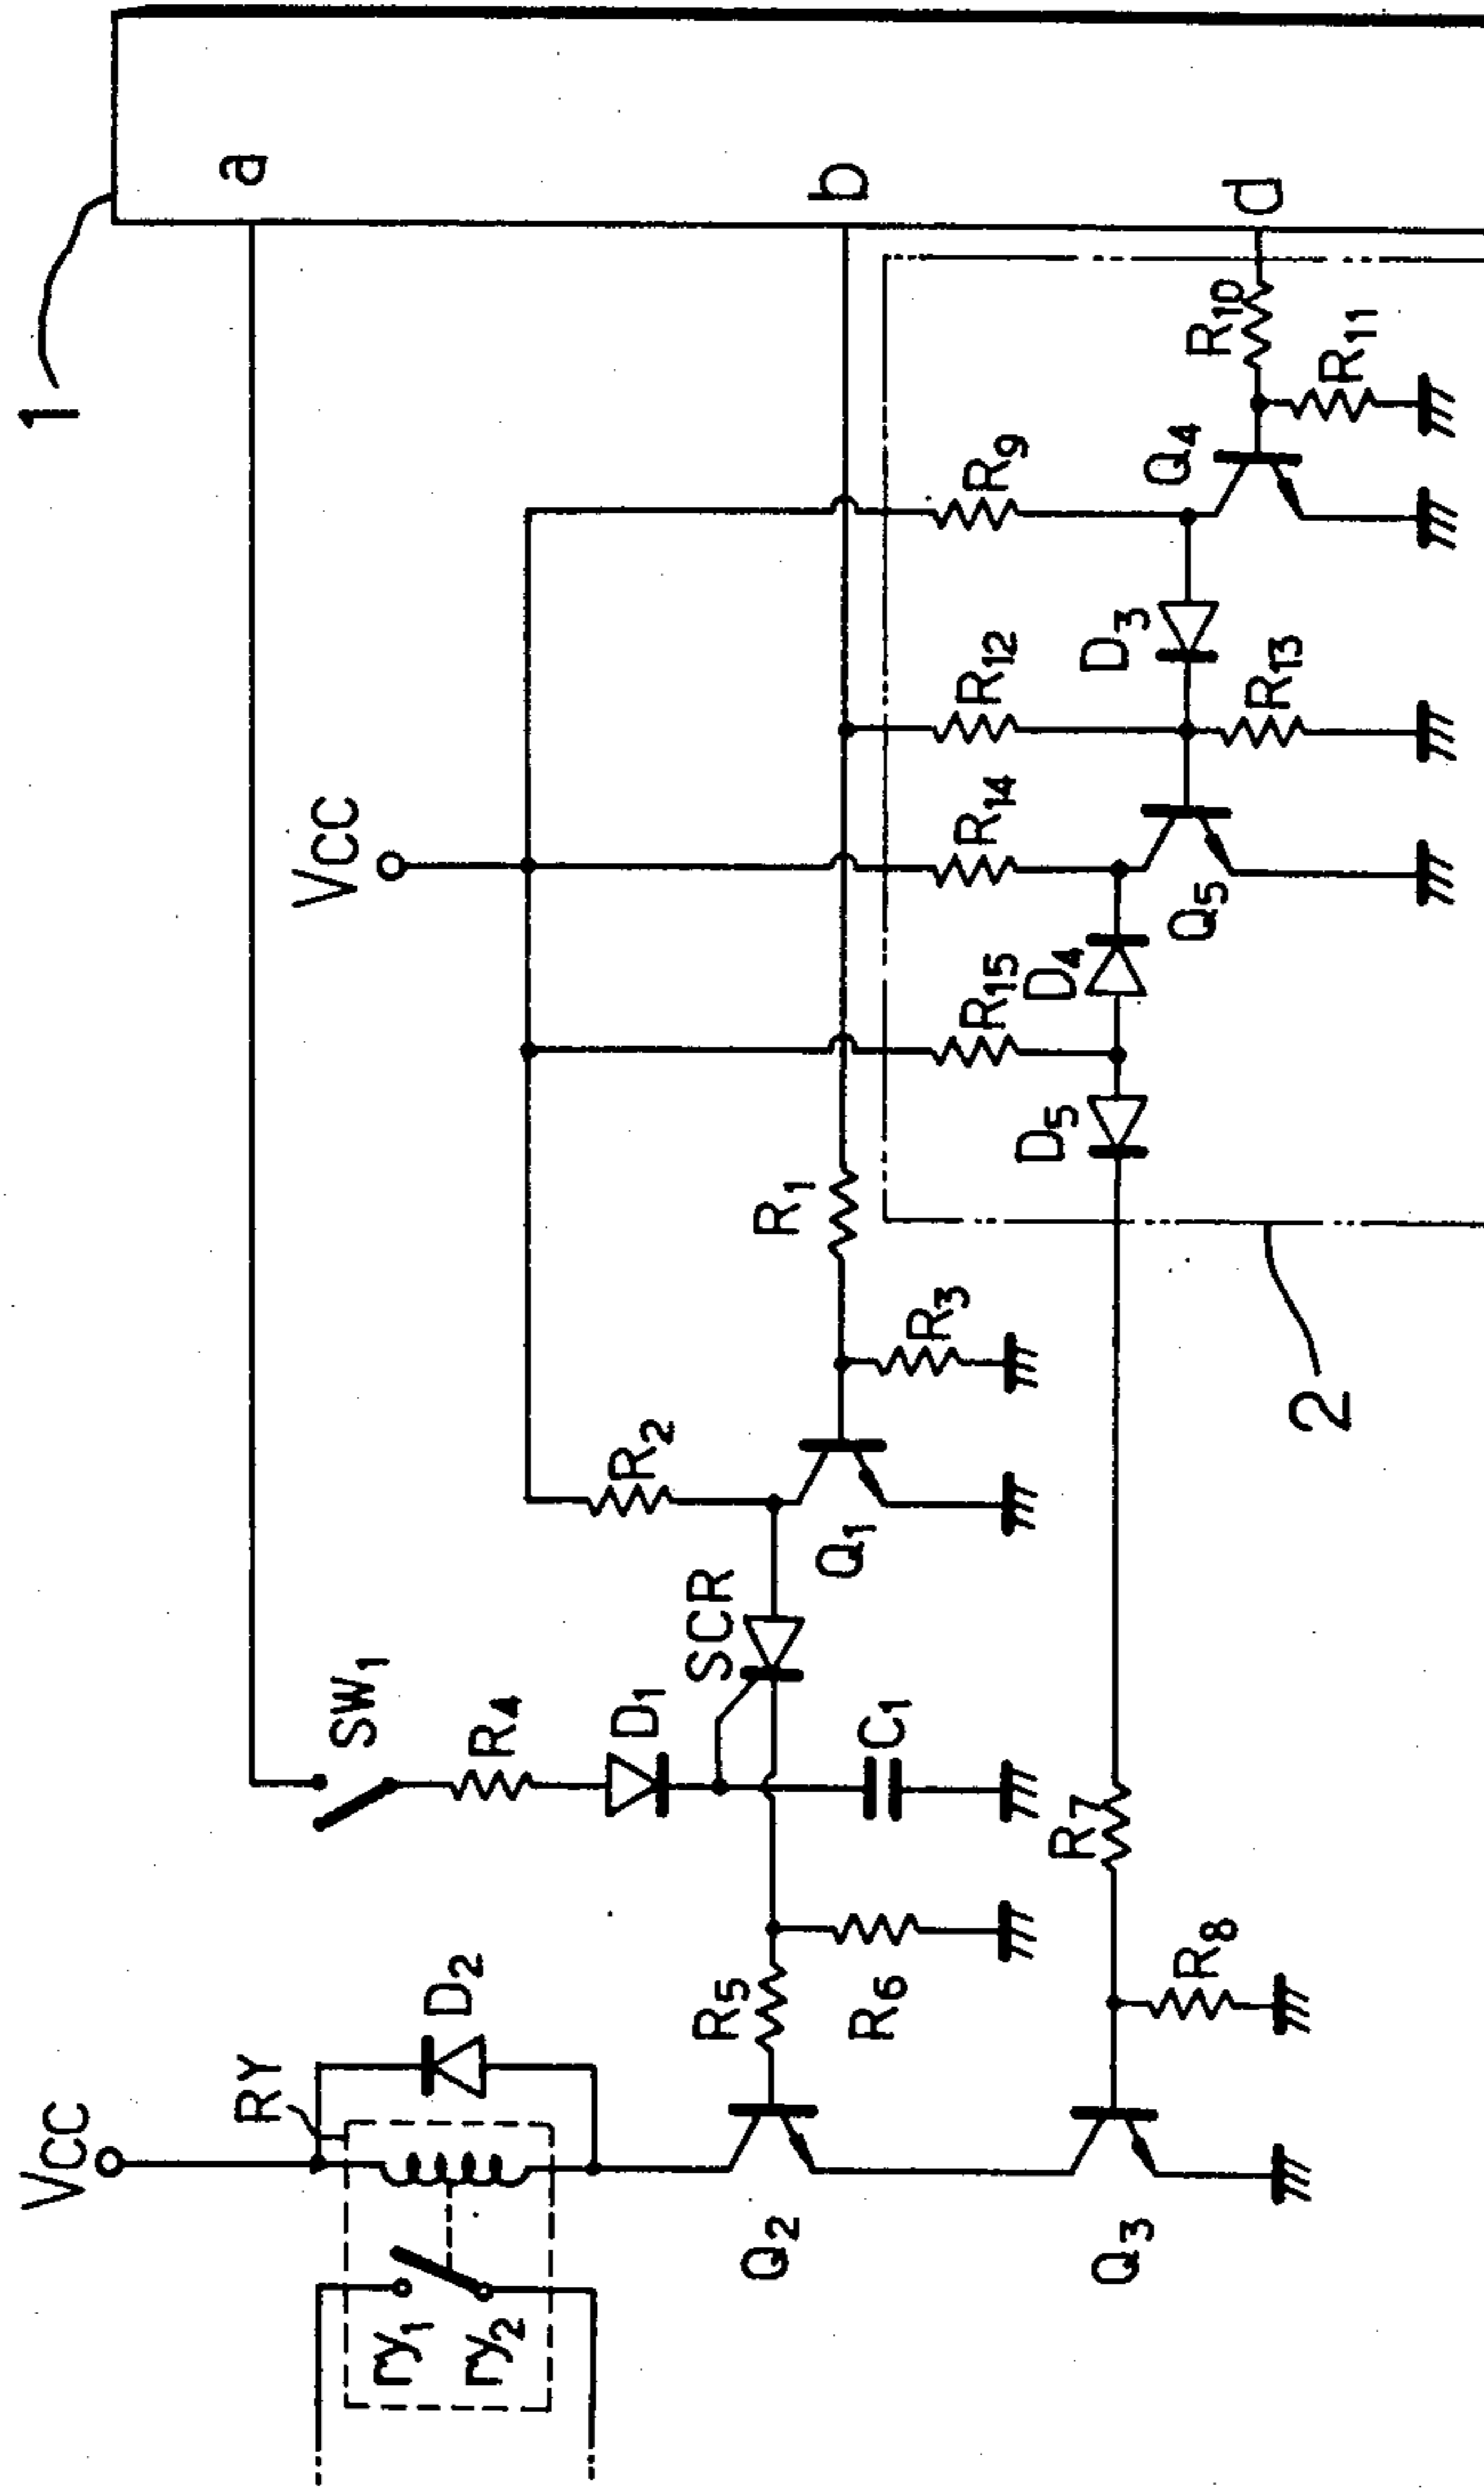 1
a
b
d
VCC
R10
R11
R9
Q4
D3
R12
R13
R14
Q5
D4
R15
D5
R1
2
R3
R2
Q1
SCR
SW1
R4
D1
C1
R7
R8
R5
R6
D2
RY
VCC
Q2
Q3
ry1
ry2